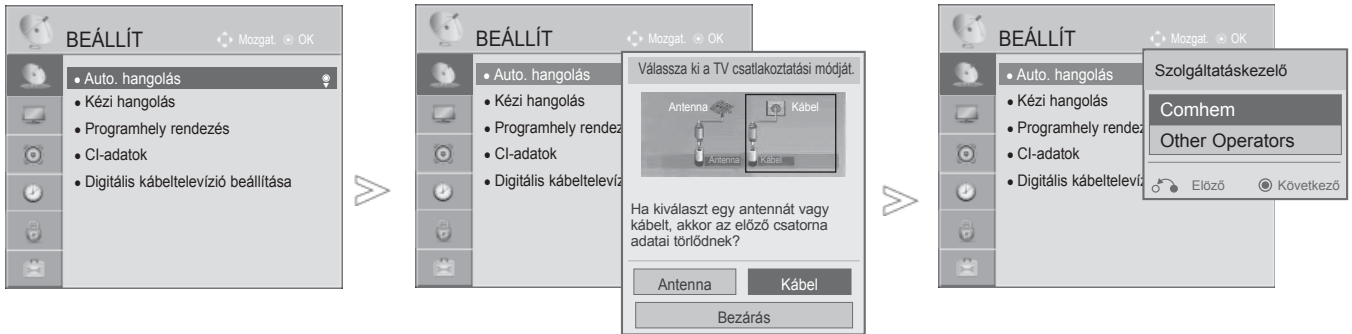 BEÁLLÍT
Mozgat. OK
• Auto. hangolás
• Kézi hangolás
• Programhely rendezés
• CI-adatok
• Digitális kábeltelevízió beállítása
BEÁLLÍT
Mozgat. OK
• Auto. hangolás
• Kézi hangolás
• Programhely rendez
• CI-adatok
• Digitális kábeltelevíz
Válassza ki a TV csatlakoztatási módját.
Antenna
Kábel
Antenna
Kábel
Ha kiválaszt egy antennát vagy
kábelt, akkor az előző csatorna
adatai törlődnek?
Antenna
Kábel
Bezárás
BEÁLLÍT
Mozgat. OK
• Auto. hangolás
• Kézi hangolás
• Programhely rendez
• CI-adatok
• Digitális kábeltelevíz
Szolgáltatáskezelő
Comhem
Other Operators
Elöző
Következő